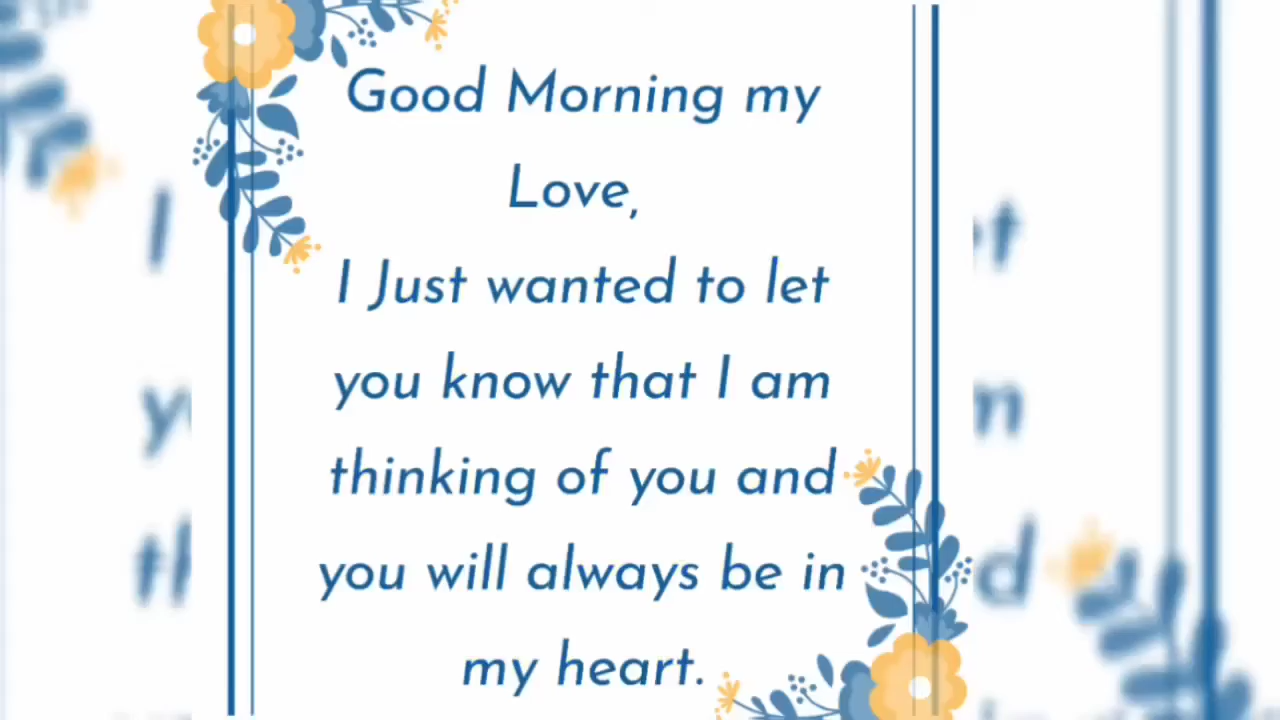 Good Morning my
Love,
I Just wanted to let
you know that I am
thinking of you and
you will always be in
my heart.